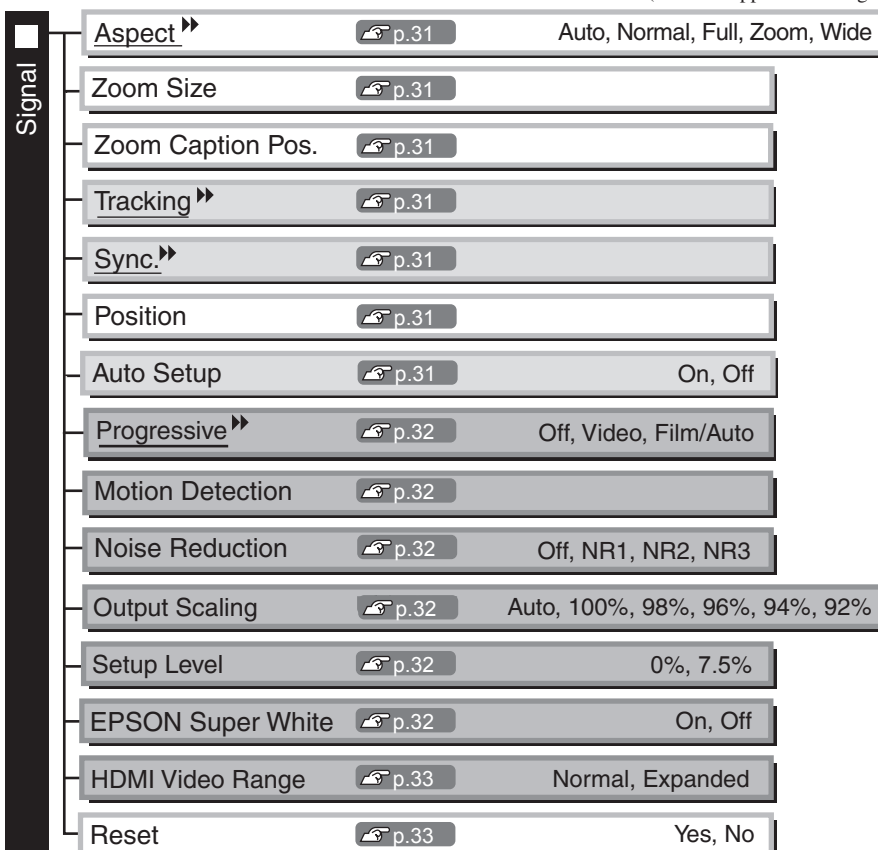 Signal
Aspect p.31 Auto, Normal, Full, Zoom, Wide
Zoom Size p.31
Zoom Caption Pos. p.31
Tracking p.31
Sync. p.31
Position p.31
Auto Setup p.31 On, Off
Progressive p.32 Off, Video, Film/Auto
Motion Detection p.32
Noise Reduction p.32 Off, NR1, NR2, NR3
Output Scaling p.32 Auto, 100%, 98%, 96%, 94%, 92%
Setup Level p.32 0%, 7.5%
EPSON Super White p.32 On, Off
HDMI Video Range p.33 Normal, Expanded
Reset p.33 Yes, No